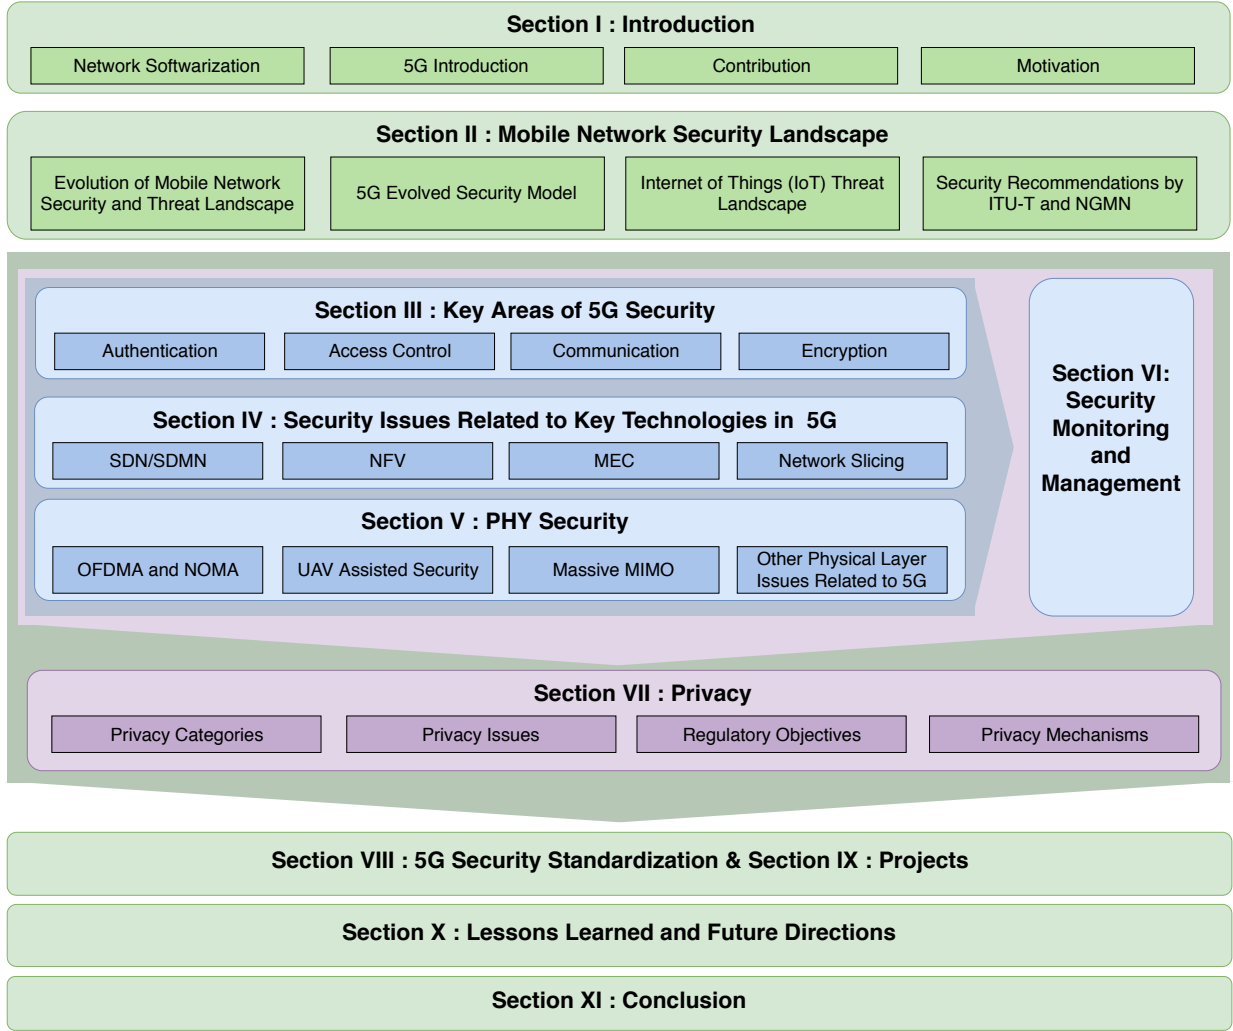 Section I : Introduction
Network Softwarization
5G Introduction
Contribution
Motivation
Section II : Mobile Network Security Landscape
Evolution of Mobile Network
Security and Threat Landscape
5G Evolved Security Model
Internet of Things (IoT) Threat
Landscape
Security Recommendations by
ITU-T and NGMN
Section III : Key Areas of 5G Security
Authentication
Access Control
Communication
Encryption
Section IV : Security Issues Related to Key Technologies in 5G
SDN/SDMN
NFV
MEC
Network Slicing
Section V : PHY Security
OFDMA and NOMA
UAV Assisted Security
Massive MIMO
Other Physical Layer
Issues Related to 5G
Section VI:
Security
Monitoring
and
Management
Section VII : Privacy
Privacy Categories
Privacy Issues
Regulatory Objectives
Privacy Mechanisms
Section VIII : 5G Security Standardization & Section IX : Projects
Section X : Lessons Learned and Future Directions
Section XI : Conclusion